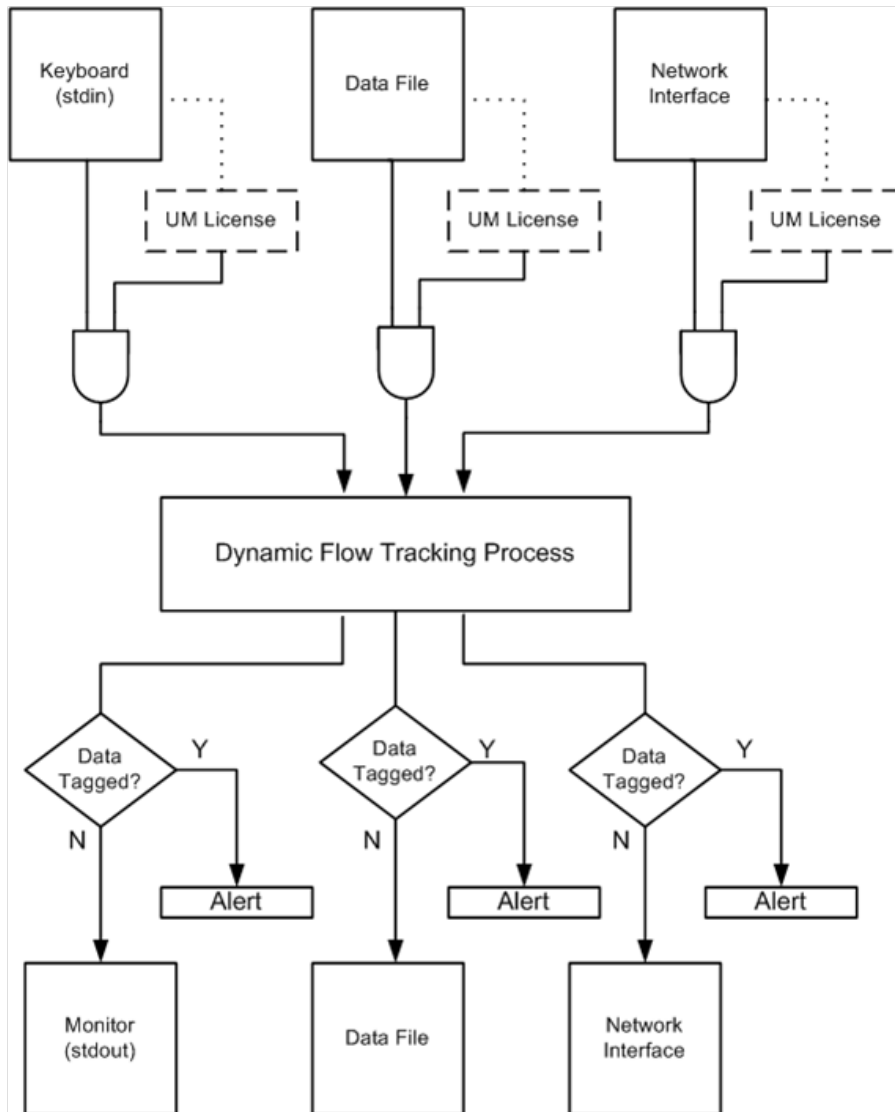 Keyboard
(stdin)
Data File
Network
Interface
UM License
UM License
UM License
Dynamic Flow Tracking Process
Data
Tagged?
Y
N
Data
Tagged?
Y
N
Data
Tagged?
Y
N
Alert
Alert
Alert
Monitor
(stdout)
Data File
Network
Interface